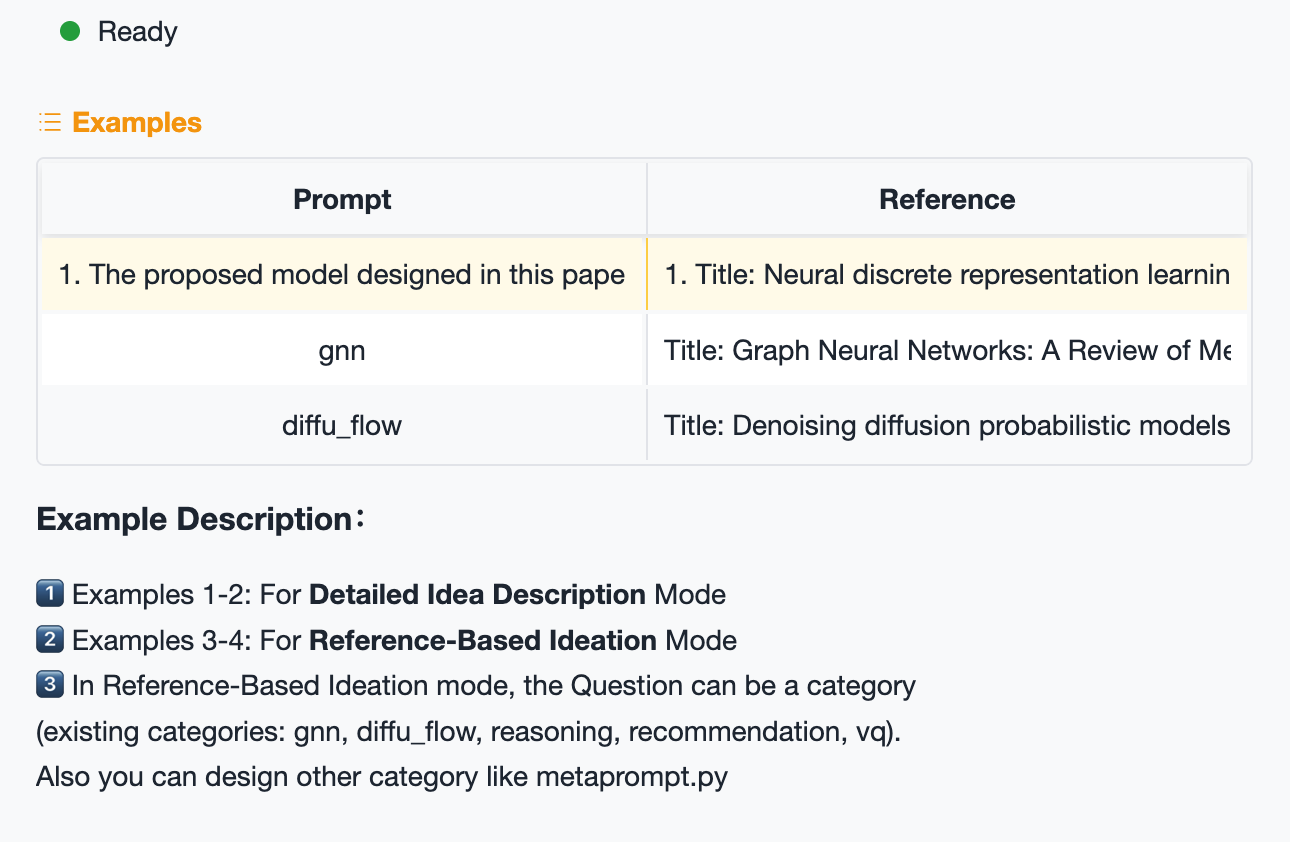 Ready
Examples
Prompt Reference
1. The proposed model designed in this pape 1. Title: Neural discrete representation learnin
gnn Title: Graph Neural Networks: A Review of Me
diffu_flow Title: Denoising diffusion probabilistic models
Example Description:
1 Examples 1-2: For Detailed Idea Description Mode
2 Examples 3-4: For Reference-Based Ideation Mode
3 In Reference-Based Ideation mode, the Question can be a category
(existing categories: gnn, diffu_flow, reasoning, recommendation, vq).
Also you can design other category like metaprompt.py